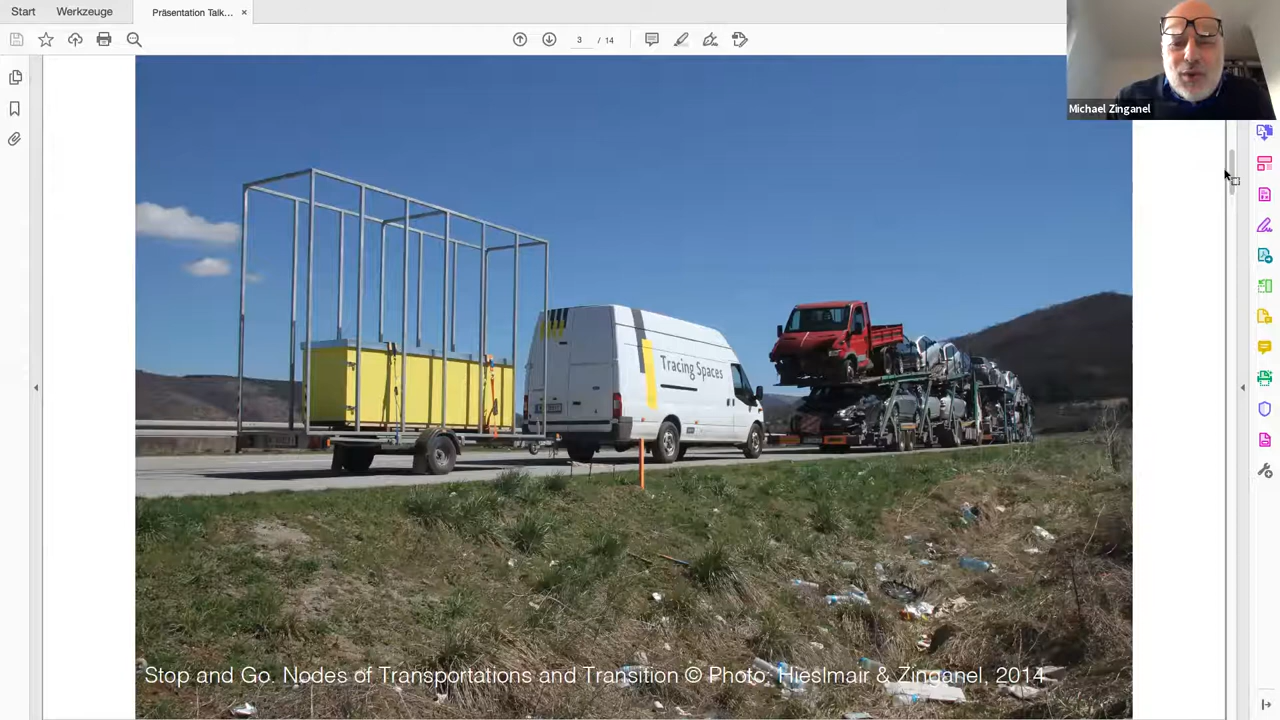 Start
Werkzeuge
Präsentation Talk...
3 / 14
Michael Zinganel
Tracing Spaces
Stop and Go. Nodes of Transportations and Transition © Photo: Hieslmair & Zinganel, 2014